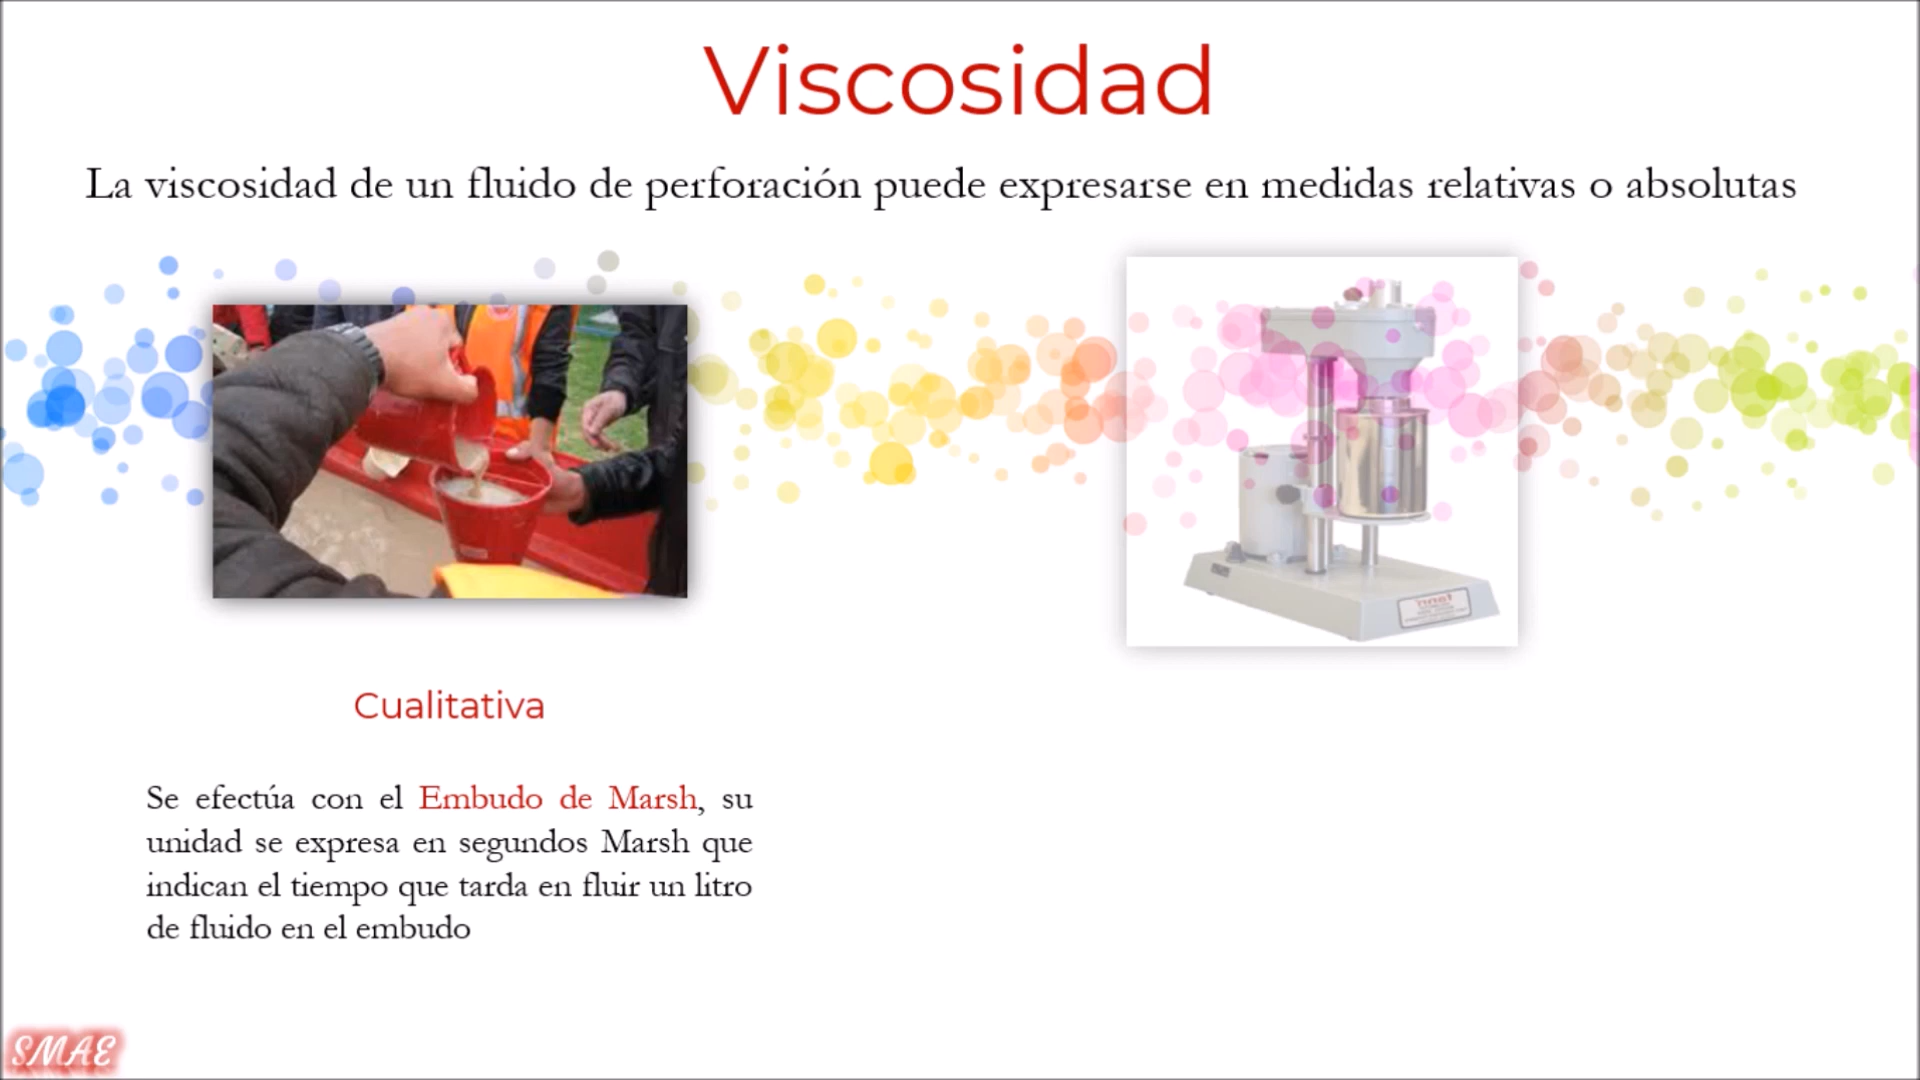 Viscosidad
La viscosidad de un fluido de perforación puede expresarse en medidas relativas o absolutas
Cualitativa
Se efectúa con el Embudo de Marsh, su
unidad se expresa en segundos Marsh que
indican el tiempo que tarda en fluir un litro
de fluido en el embudo
SMAE